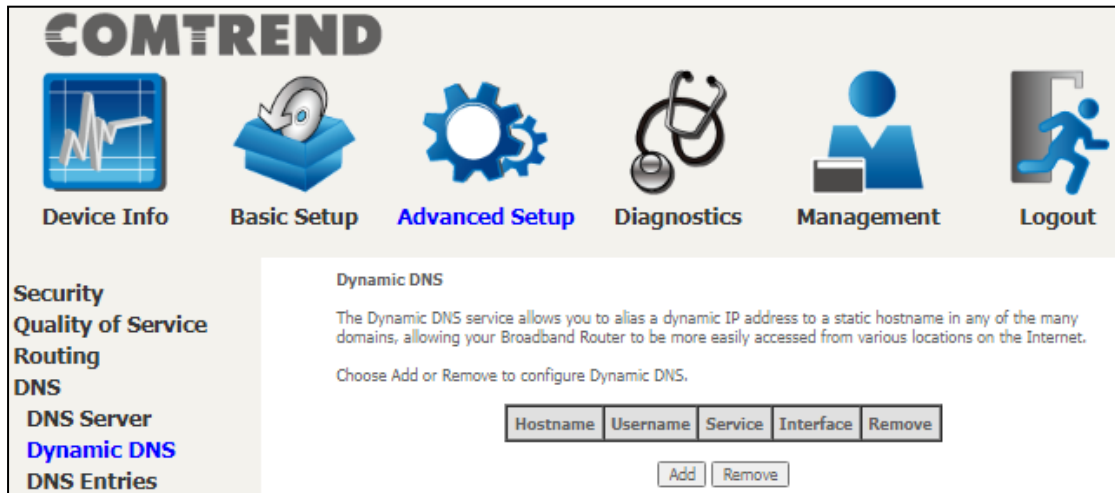 COMTREND
Device Info Basic Setup Advanced Setup Diagnostics Management Logout
Security
Quality of Service
Routing
DNS
DNS Server
Dynamic DNS
DNS Entries
Dynamic DNS
The Dynamic DNS service allows you to alias a dynamic IP address to a static hostname in any of the many
domains, allowing your Broadband Router to be more easily accessed from various locations on the Internet.
Choose Add or Remove to configure Dynamic DNS.
Hostname Username Service Interface Remove
Add Remove